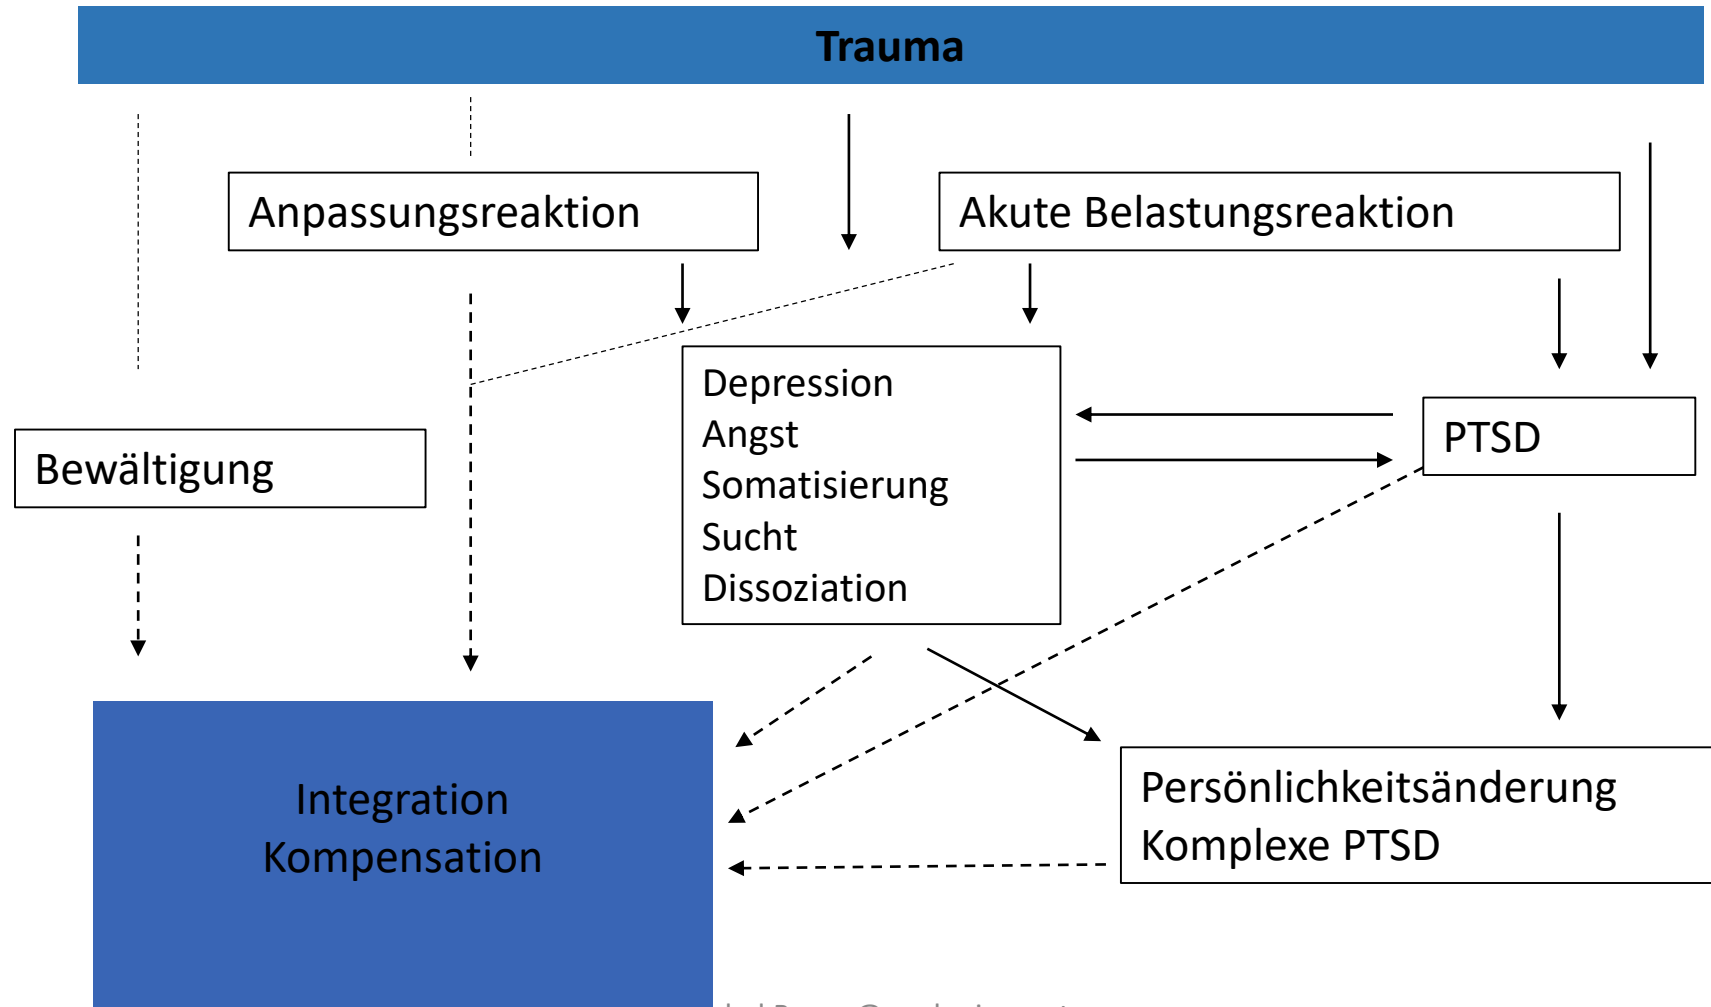 Trauma
Anpassungsreaktion
Akute Belastungsreaktion
Depression
Angst
Somatisierung
Sucht
Dissoziation
PTSD
Bewältigung
Integration
Kompensation
Persönlichkeitsänderung
Komplexe PTSD